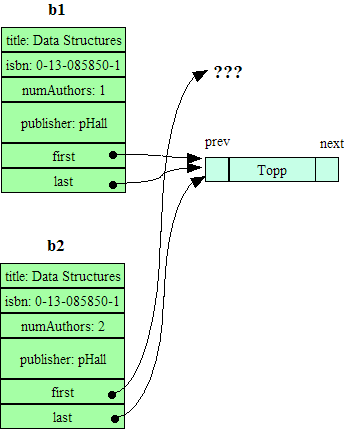 b1
title: Data Structures
isbn: 0-13-085850-1
numAuthors: 1
publisher: pHall
first
last
???
prev
next
Topp
b2
title: Data Structures
isbn: 0-13-085850-1
numAuthors: 2
publisher: pHall
first
last